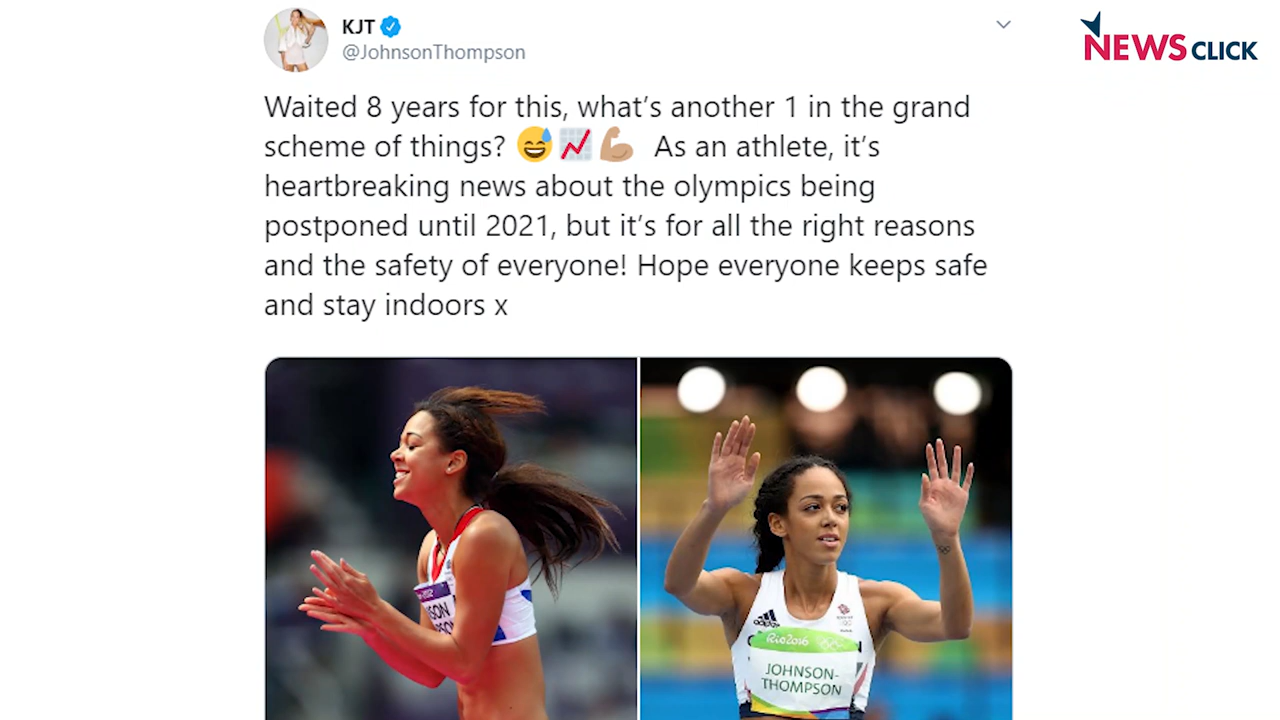 KJT
@JohnsonThompson
NEWS CLICK
Waited 8 years for this, what's another 1 in the grand
scheme of things? 😅💹💪🏽 As an athlete, it's
heartbreaking news about the olympics being
postponed until 2021, but it's for all the right reasons
and the safety of everyone! Hope everyone keeps safe
and stay indoors x
adidas
Rio2016
JOHNSON-
THOMPSON